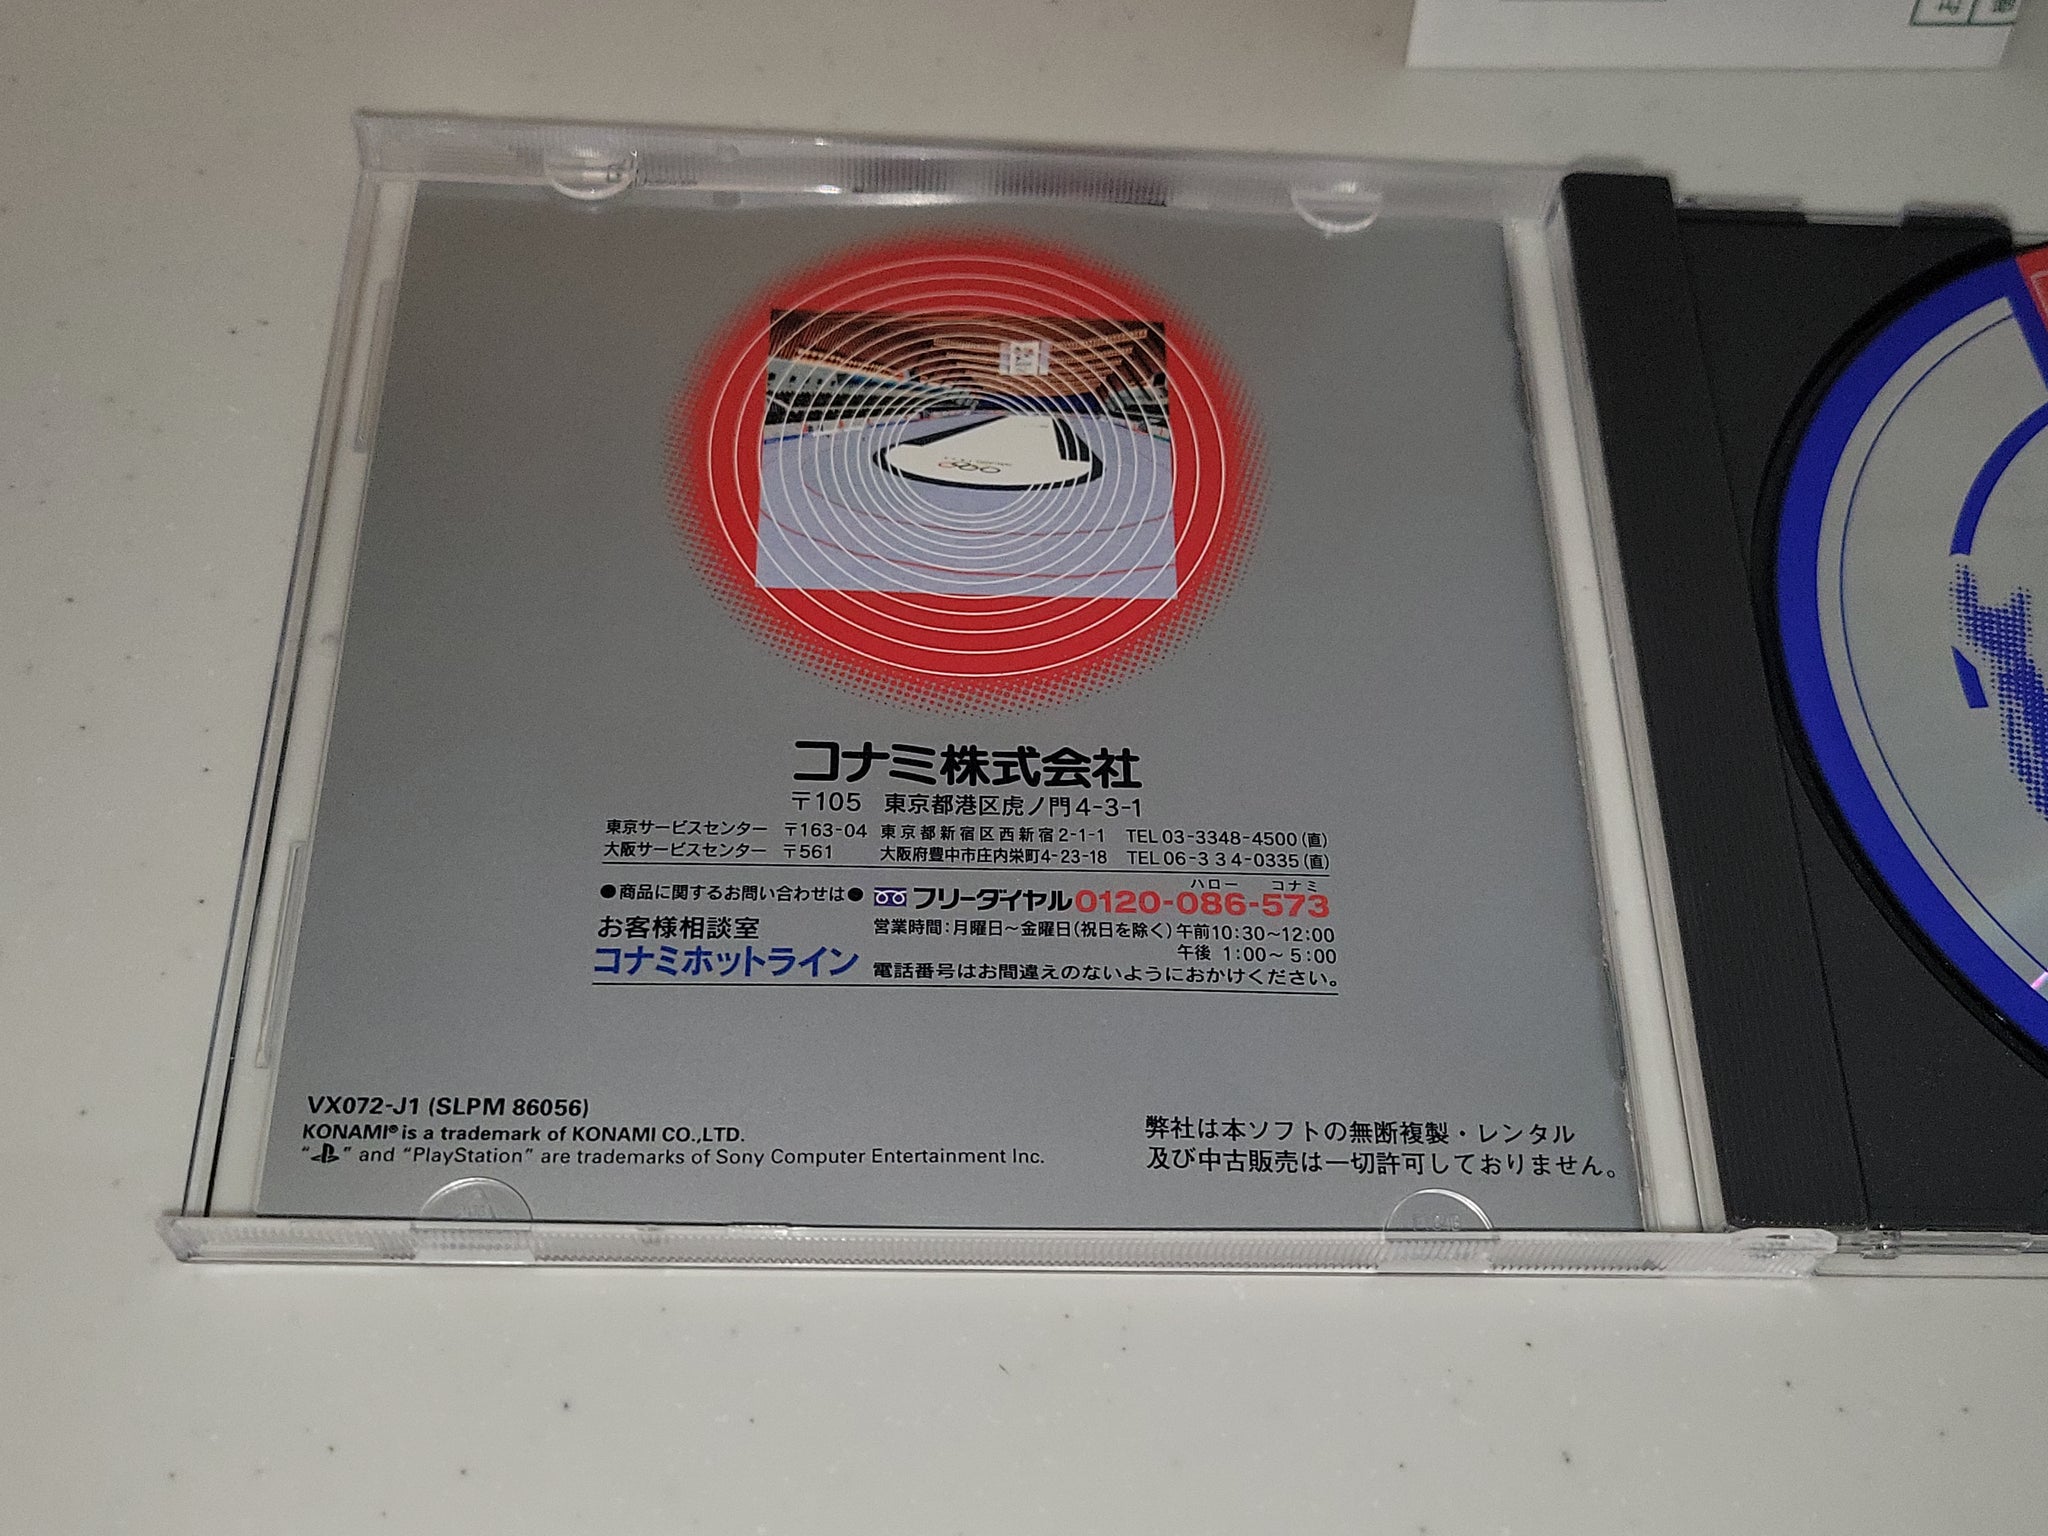 コナミ株式会社
〒105 東京都港区虎ノ門4-3-1
東京サービスセンター 〒163-04 東京都新宿区西新宿2-1-1 TEL 03-3348-4500(直)
大阪サービスセンター 〒561 大阪府豊中市庄内栄町4-23-18 TEL 06-334-0335(直)
ハロー コナミ
●商品に関するお問い合わせは● フリーダイヤル0120-086-573
お客様相談室 営業時間:月曜日~金曜日(祝日を除く)午前10:30~12:00
午後 1:00~5:00
コナミホットライン 電話番号はお間違えのないようにおかけください。
VX072-J1 (SLPM 86056)
KONAMI® is a trademark of KONAMI CO.,LTD.
" " and "PlayStation" are trademarks of Sony Computer Entertainment Inc.
弊社は本ソフトの無断複製・レンタル
及び中古販売は一切許可しておりません。